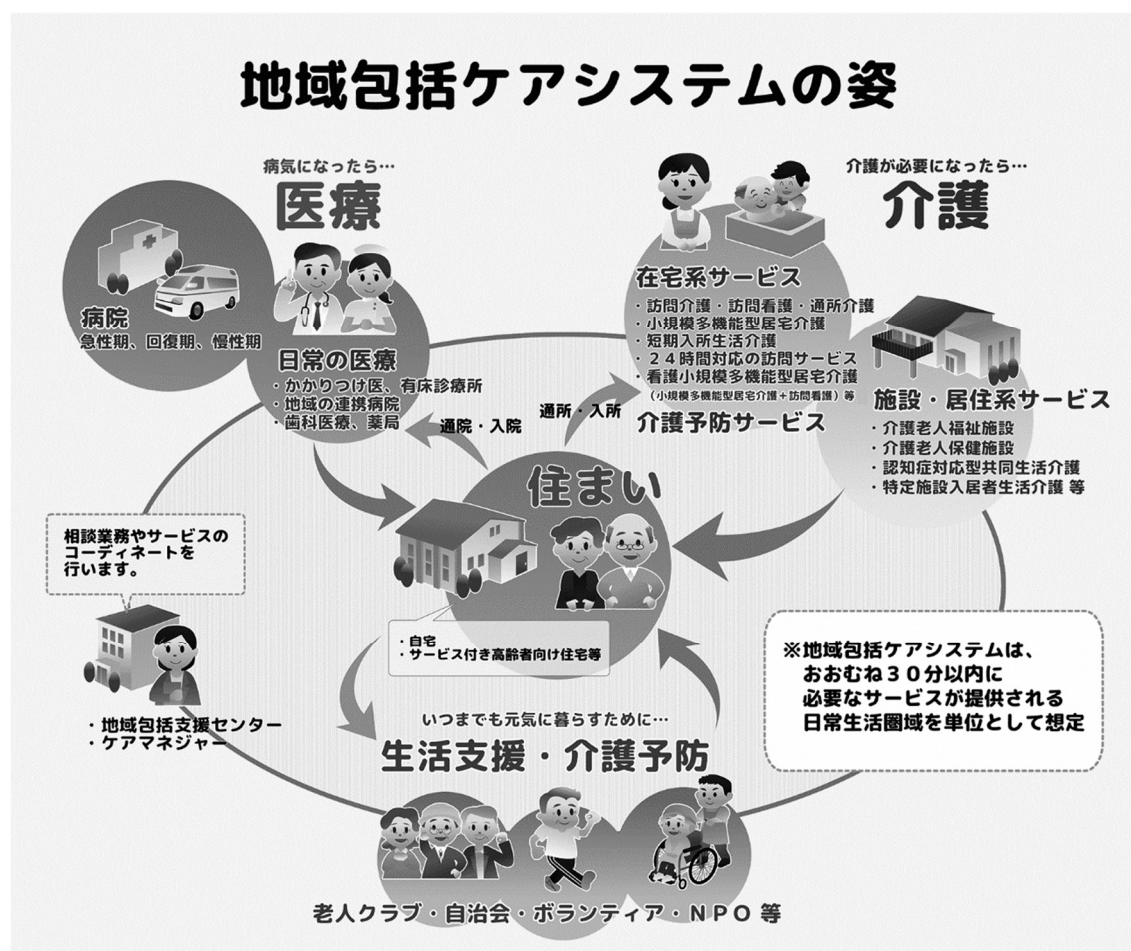 地域包括ケアシステムの姿
病気になったら…
医療
病院
急性期、回復期、慢性期
日常の医療
・かかりつけ医、有床診療所
・地域の連携病院
・歯科医療、薬局
通院・入院
介護が必要になったら…
介護
在宅系サービス
・訪問介護・訪問看護・通所介護
・小規模多機能型居宅介護
・短期入所生活介護
・24時間対応の訪問サービス
・看護小規模多機能型居宅介護
（小規模多機能型居宅介護+訪問看護）等
介護予防サービス
通所・入所
施設・居住系サービス
・介護老人福祉施設
・介護老人保健施設
・認知症対応型共同生活介護
・特定施設入居者生活介護 等
住まい
・自宅
・サービス付き高齢者向け住宅等
相談業務やサービスの
コーディネートを
行います。
・地域包括支援センター
・ケアマネジャー
※地域包括ケアシステムは、
おおむね30分以内に
必要なサービスが提供される
日常生活圏域を単位として想定
いつまでも元気に暮らすために…
生活支援・介護予防
老人クラブ・自治会・ボランティア・NPO 等